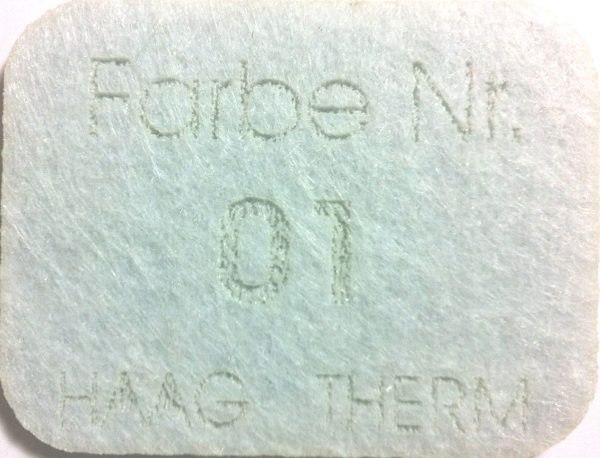 Farbe Nr.
01
HAAG THERM